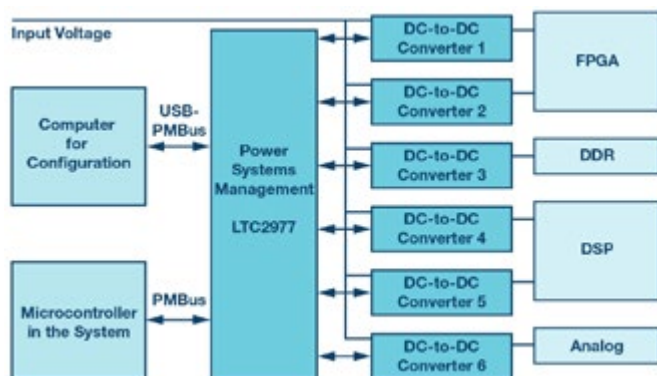 Input Voltage
Computer
for
Configuration
USB-
PMBus
Microcontroller
in the System
PMBus
Power
Systems
Management
LTC2977
DC-to-DC
Converter 1
DC-to-DC
Converter 2
DC-to-DC
Converter 3
DC-to-DC
Converter 4
DC-to-DC
Converter 5
DC-to-DC
Converter 6
FPGA
DDR
DSP
Analog